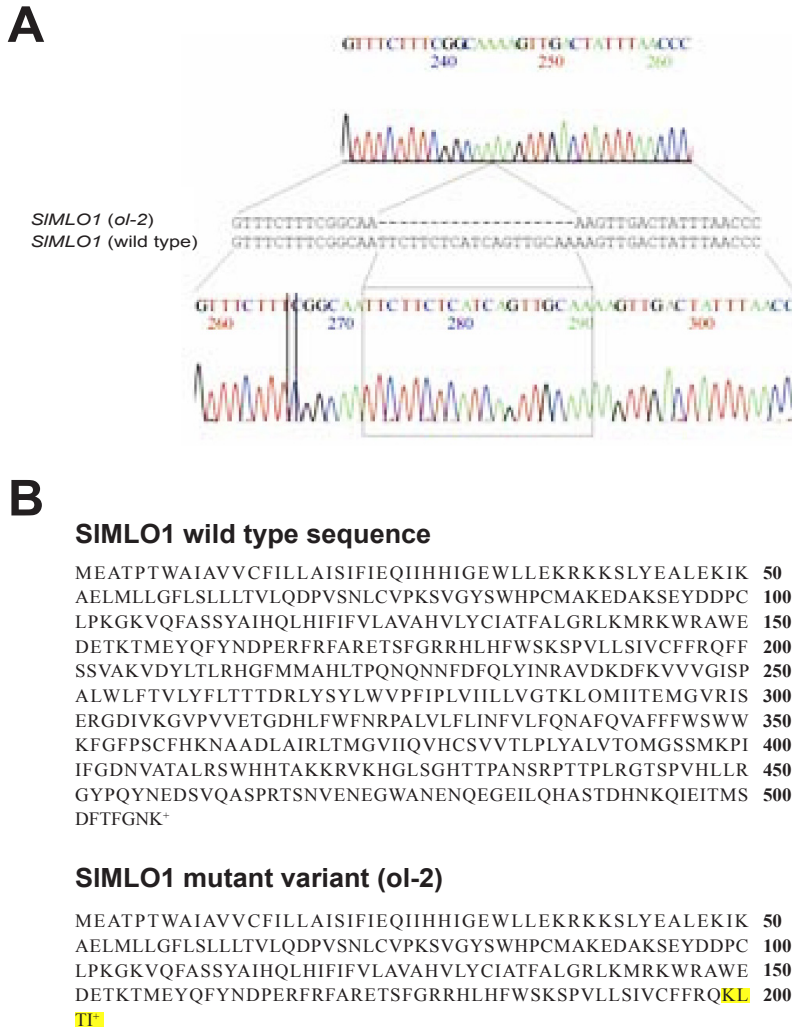 A
GTTTCTTTCGGCAAAAGTTGACTATTTAACCC
240 250 260
SlMLO1 (ol-2) GTTTCTTTCGGCAA-------------------AAGTTGACTATTTAACCC
SlMLO1 (wild type) GTTTCTTTCGGCAATTCTTCTCATCAGTTGCAAAAGTTGACTATTTAACCC
GTTTCTTTCGGCAATTCTTCTCATCAGTTGCAAAAGTTGACTATTTAACC
260 270 280 290 300
B
SlMLO1 wild type sequence
MEATPTWAIAVVCFILLAISIFIEQIIHHIGEWLLEKRKKSLYEALEKIK 50
AELMLLGFLSLLLTVLQDPVSNLCVPKSVGYSWHPCMAKEDAKSEYDDPC 100
LPKGKVQFASSYAIHQLHIFIFVLAVAHVLYCIATFALGRLKMRKWRAWE 150
DETKTMEYQFYNDPERFRFARETSFGRRHLHFWSKSPVLLSIVCFFRQFF 200
SSVAKVDYLTLRHGFMMAHLTPQNQNNFDFQLYINRAVDKDFKVVVGISP 250
ALWLFTVLYFLTTTDRLYSYLWVPFIPLVIILLVGTKLOMIITEMGVRIS 300
ERGDIVKGVPVVETGDHLFWFNRPALVLFLINFVLFQNAFQVAFFFWSWW 350
KFGFPSCFHKNAADLAIRLTMGVIIQVHCSVVTLPLYALVTOMGSSMKPI 400
IFGDNVATALRSWHHTAKKRVKHGLSGHTTPANSRPTTPLRGTSPVHLLR 450
GYPQYNEDSVQASPRTSNVENEGWANENQEGEILQHASTDHNKQIEITMS 500
DFTFGNK+
SlMLO1 mutant variant (ol-2)
MEATPTWAIAVVCFILLAISIFIEQIIHHIGEWLLEKRKKSLYEALEKIK 50
AELMLLGFLSLLLTVLQDPVSNLCVPKSVGYSWHPCMAKEDAKSEYDDPC 100
LPKGKVQFASSYAIHQLHIFIFVLAVAHVLYCIATFALGRLKMRKWRAWE 150
DETKTMEYQFYNDPERFRFARETSFGRRHLHFWSKSPVLLSIVCFFRQKL 200
TI+